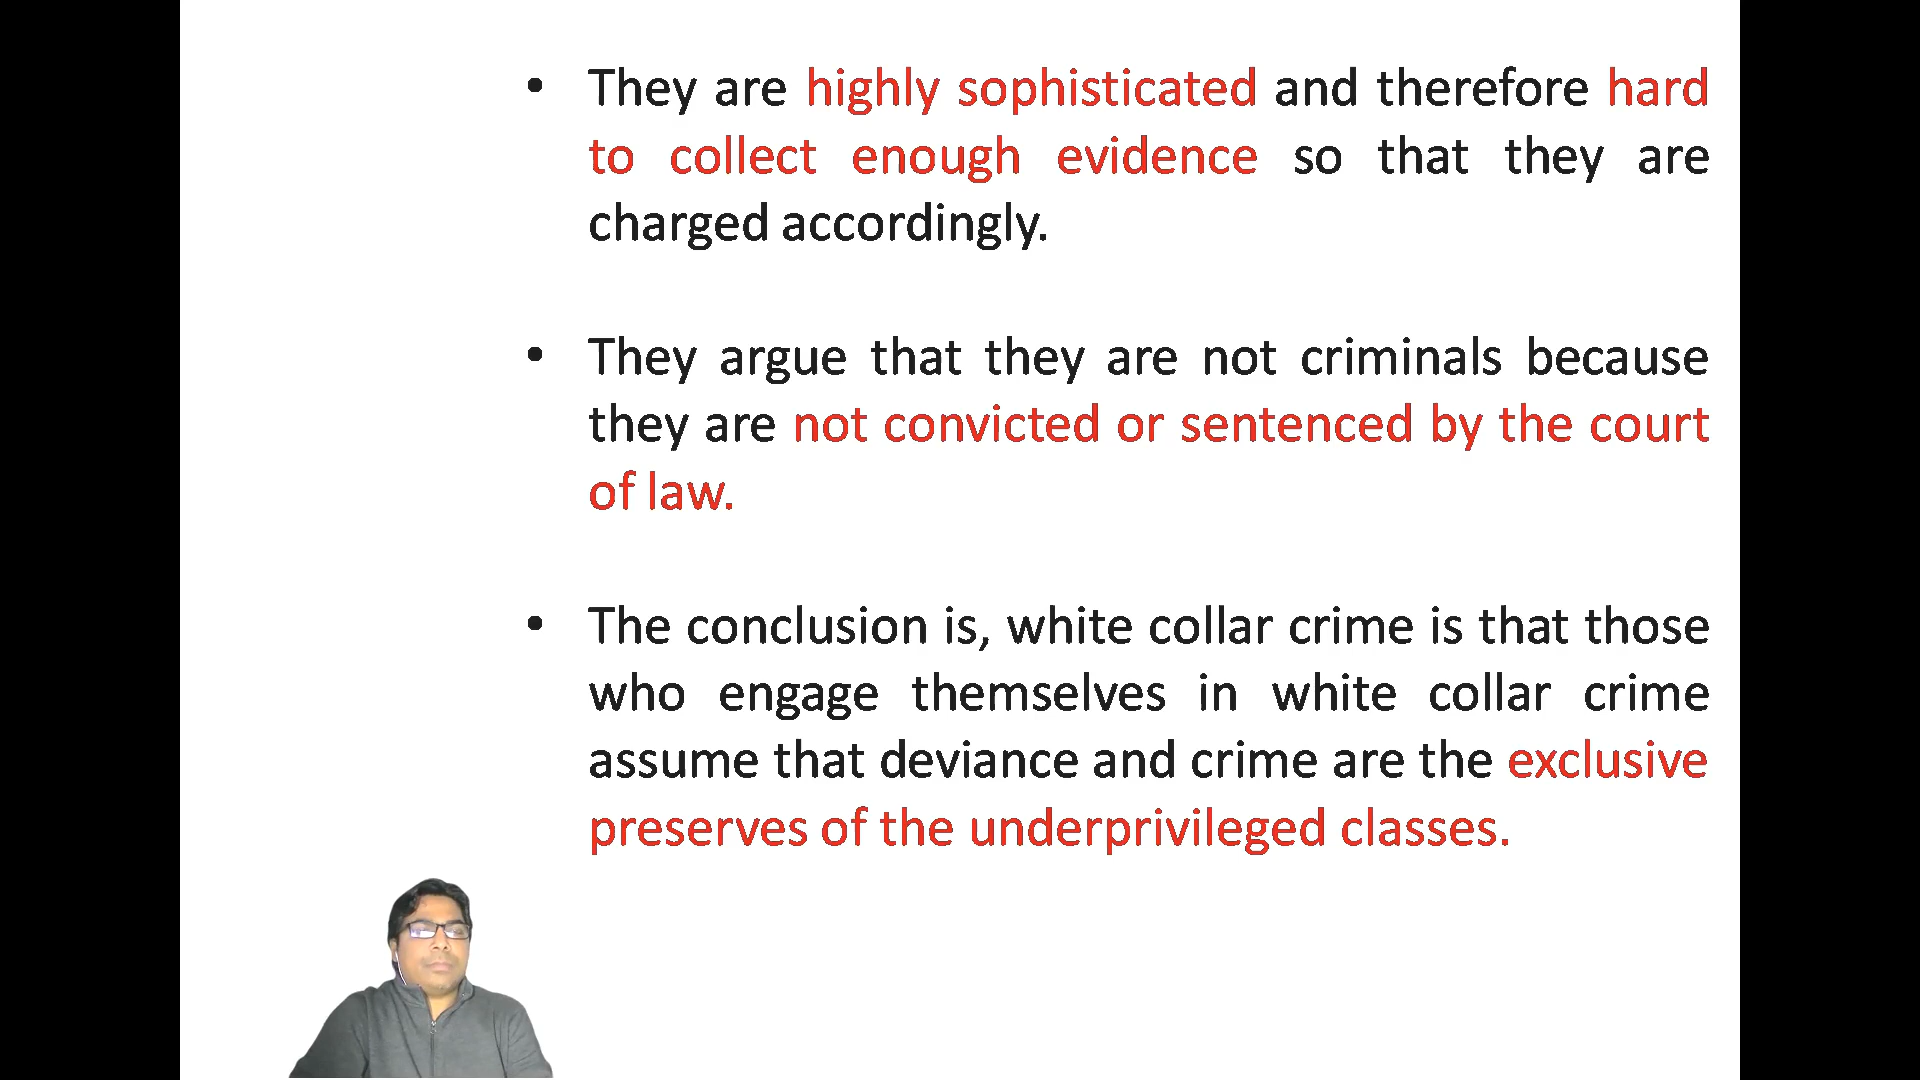 • They are highly sophisticated and therefore hard
to collect enough evidence so that they are
charged accordingly.
• They argue that they are not criminals because
they are not convicted or sentenced by the court
of law.
• The conclusion is, white collar crime is that those
who engage themselves in white collar crime
assume that deviance and crime are the exclusive
preserves of the underprivileged classes.